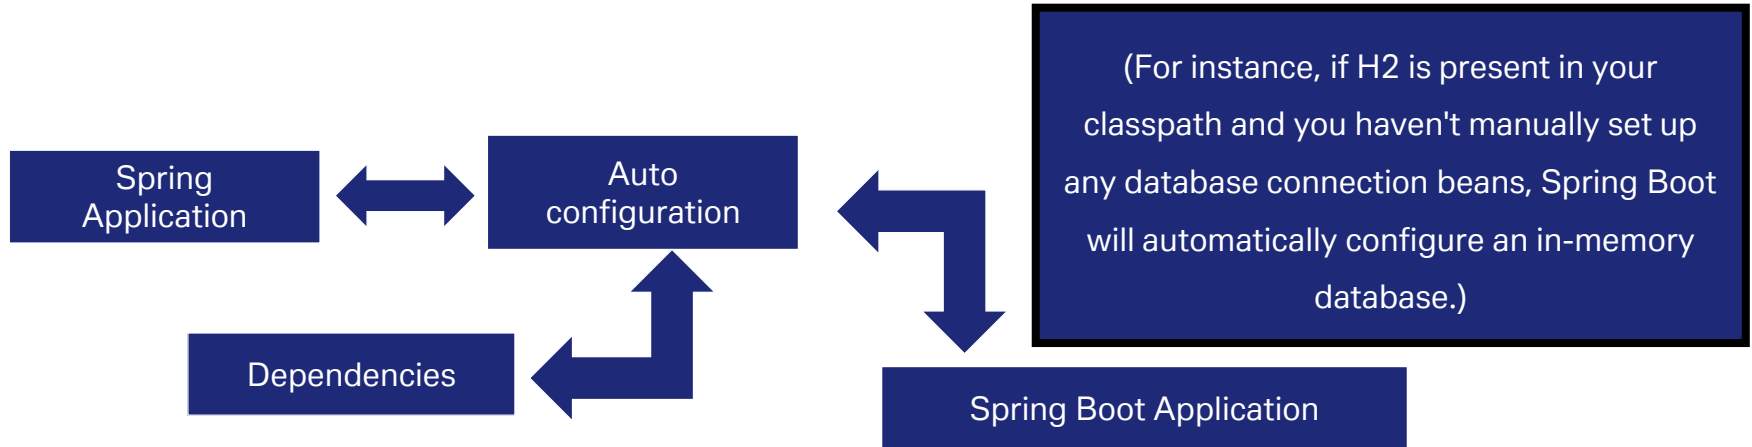 (For instance, if H2 is present in your
classpath and you haven't manually set up
any database connection beans, Spring Boot
will automatically configure an in-memory
database.)
Spring
Application
Auto
configuration
Dependencies
Spring Boot Application